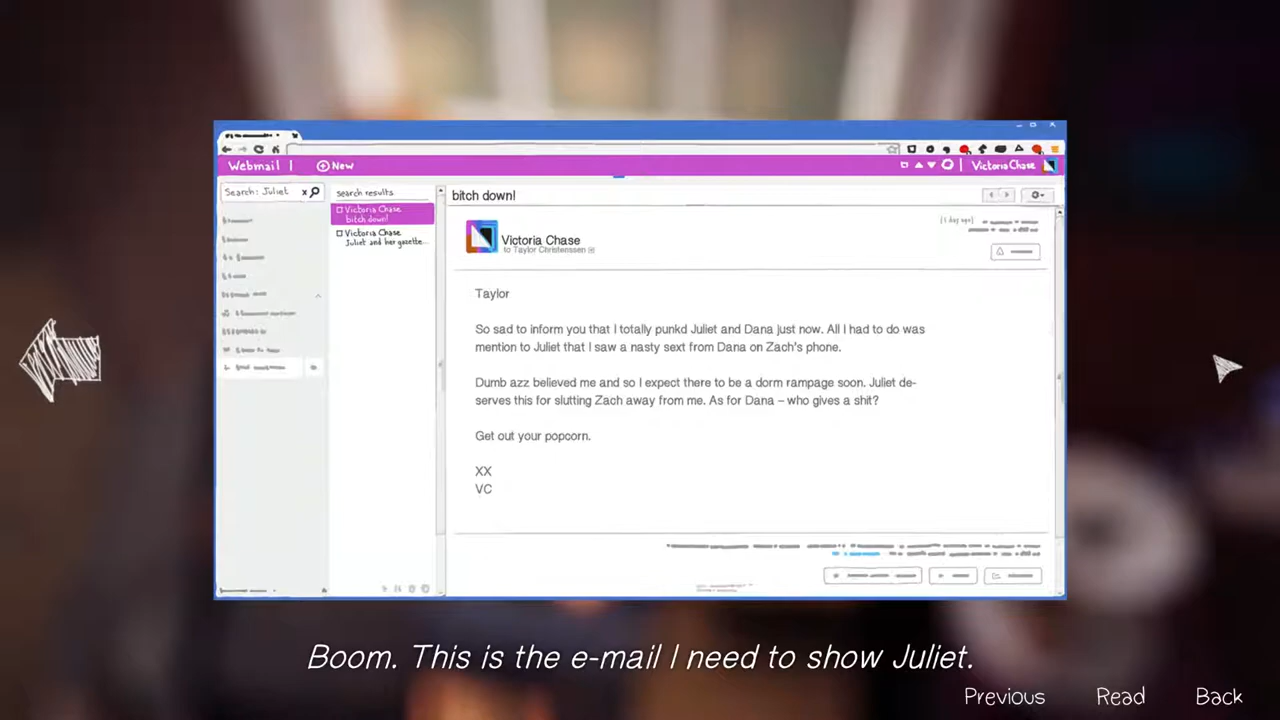 Webmail |
New
Victoria Chase
Search: Juliet
x
search results
Victoria Chase
bitch down!
Victoria Chase
Juliet and her gazette...
bitch down!
Victoria Chase
to Taylor Christenssen
[1 day ago]
Taylor
So sad to inform you that I totally punkd Juliet and Dana just now. All I had to do was
mention to Juliet that I saw a nasty sext from Dana on Zach's phone.
Dumb azz believed me and so I expect there to be a dorm rampage soon. Juliet de-
serves this for slutting Zach away from me. As for Dana – who gives a shit?
Get out your popcorn.
XX
VC
Boom. This is the e-mail I need to show Juliet.
Previous
Read
Back